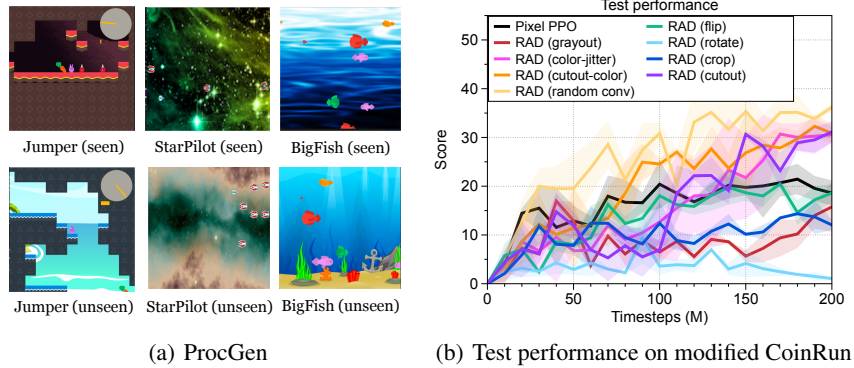 Jumper (seen)
StarPilot (seen)
BigFish (seen)
Jumper (unseen)
StarPilot (unseen)
BigFish (unseen)
(a) ProcGen
Test performance
Score
50
40
30
20
10
0
Pixel PPO
RAD (grayout)
RAD (color-jitter)
RAD (cutout-color)
RAD (random conv)
RAD (flip)
RAD (rotate)
RAD (crop)
RAD (cutout)
0 50 100 150 200
Timesteps (M)
(b) Test performance on modified CoinRun